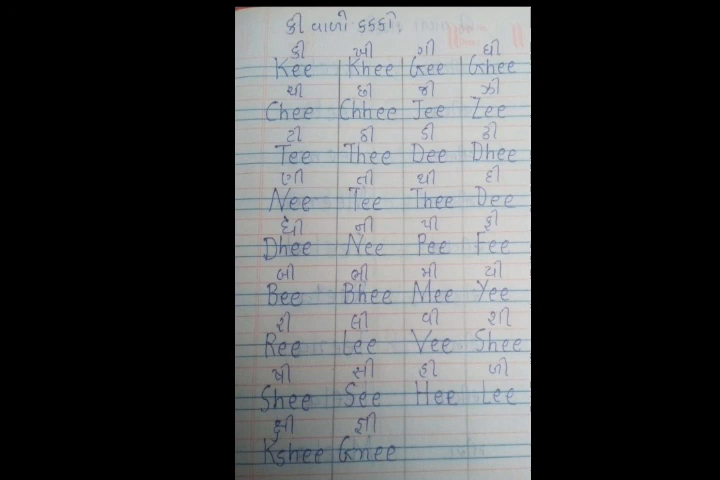 કી વાળો કક્કો.
કી ખી ગી ઘી
Kee Khee Gee Ghee
ચી છી જી ઝી
Chee Chhee Jee Zee
ટી ઠી ડી ઢી
Tee Thee Dee Dhee
ણી તી થી દી
Nee Tee Thee Dee
ધી ની પી ફી
Dhee Nee Pee Fee
બી ભી મી યી
Bee Bhee Mee Yee
રી લી વી શી
Ree Lee Vee Shee
ષી સી હી ળી
Shee See Hee Lee
ક્ષી જ્ઞી
Kshee Gnee